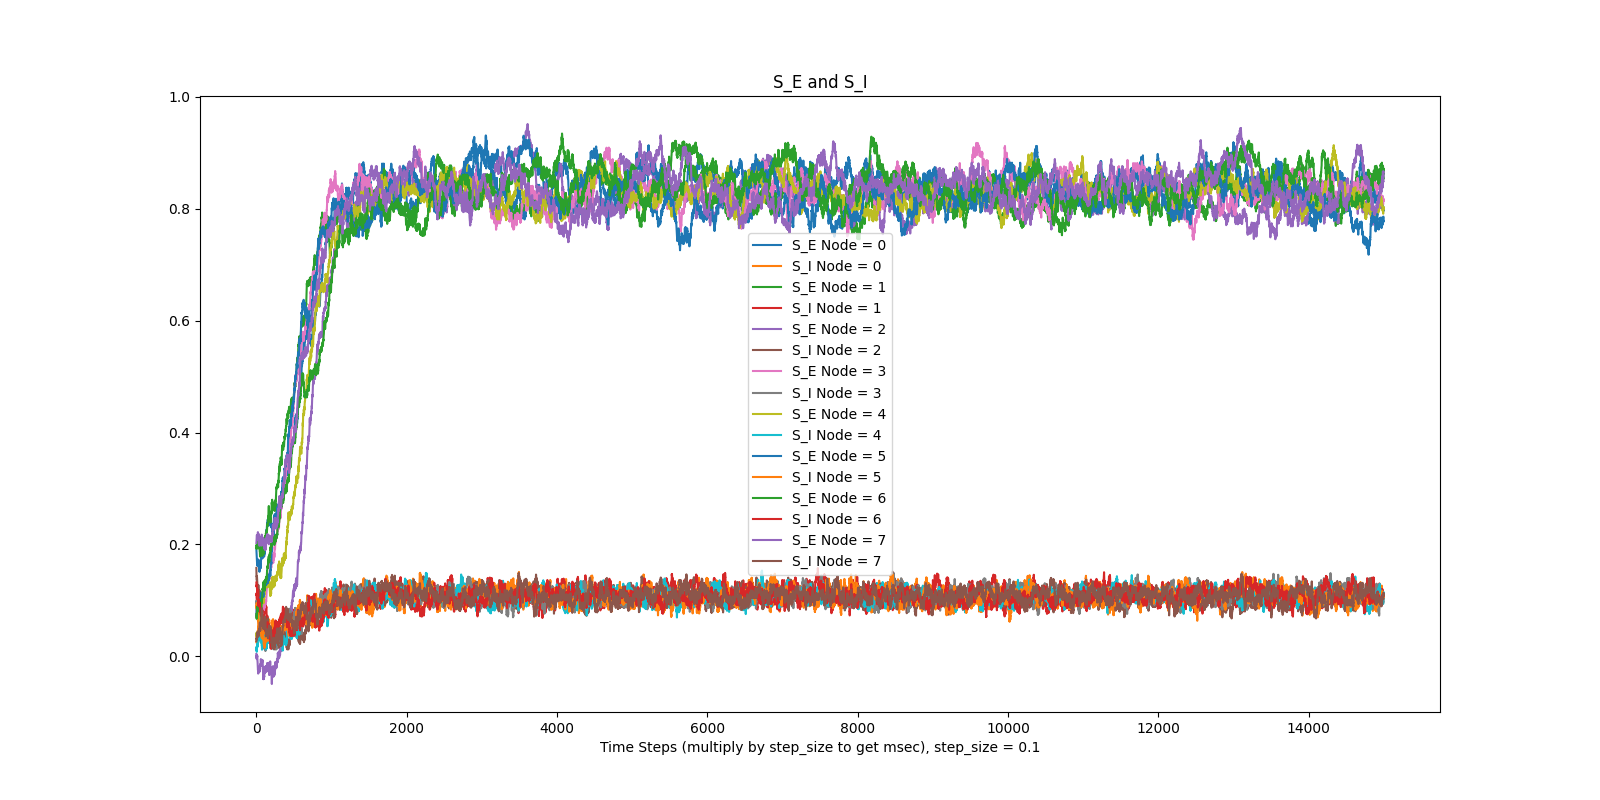 S_E and S_I
1.0
0.8
0.6
0.4
0.2
0.0
S_E Node = 0
S_I Node = 0
S_E Node = 1
S_I Node = 1
S_E Node = 2
S_I Node = 2
S_E Node = 3
S_I Node = 3
S_E Node = 4
S_I Node = 4
S_E Node = 5
S_I Node = 5
S_E Node = 6
S_I Node = 6
S_E Node = 7
S_I Node = 7
0 2000 4000 6000 8000 10000 12000 14000
Time Steps (multiply by step_size to get msec), step_size = 0.1